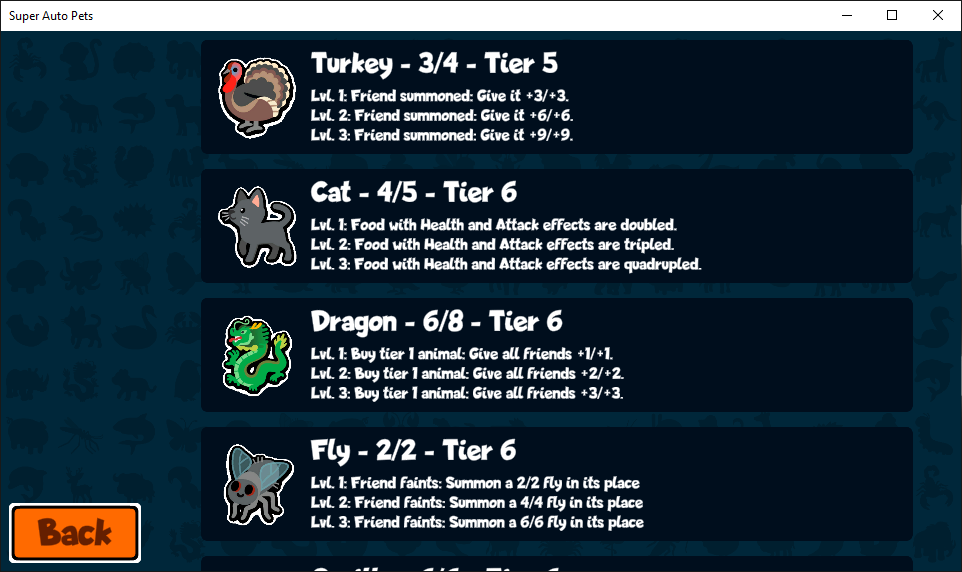 Super Auto Pets
Turkey - 3/4 - Tier 5
Lvl. 1: Friend summoned: Give it +3/+3.
Lvl. 2: Friend summoned: Give it +6/+6.
Lvl. 3: Friend summoned: Give it +9/+9.
Cat - 4/5 - Tier 6
Lvl. 1: Food with Health and Attack effects are doubled.
Lvl. 2: Food with Health and Attack effects are tripled.
Lvl. 3: Food with Health and Attack effects are quadrupled.
Dragon - 6/8 - Tier 6
Lvl. 1: Buy tier 1 animal: Give all friends +1/+1.
Lvl. 2: Buy tier 1 animal: Give all friends +2/+2.
Lvl. 3: Buy tier 1 animal: Give all friends +3/+3.
Fly - 2/2 - Tier 6
Lvl. 1: Friend faints: Summon a 2/2 fly in its place
Lvl. 2: Friend faints: Summon a 4/4 fly in its place
Lvl. 3: Friend faints: Summon a 6/6 fly in its place
Back